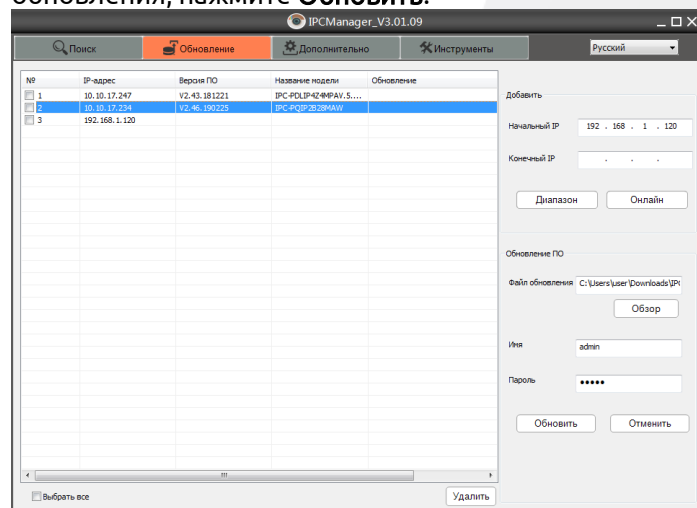 обновления, нажмите Обновить.
IPCManager_V3.01.09
Поиск Обновление Дополнительно Инструменты Русский
№ IP-адрес Версия ПО Название модели Обновление
1 10.10.17.247 V2.43.181221 IPC-PDLIP4Z4MPAV.5....
2 10.10.17.234 V2.46.190225 IPC-PQIP2B28MAW
3 192.168.1.120
Добавить
Начальный IP 192 . 168 . 1 . 120
Конечный IP . . .
Диапазон Онлайн
Обновление ПО
Файл обновления C:\Users\user\Downloads\IP
Обзор
Имя admin
Пароль •••••
Обновить Отменить
Выбрать все Удалить